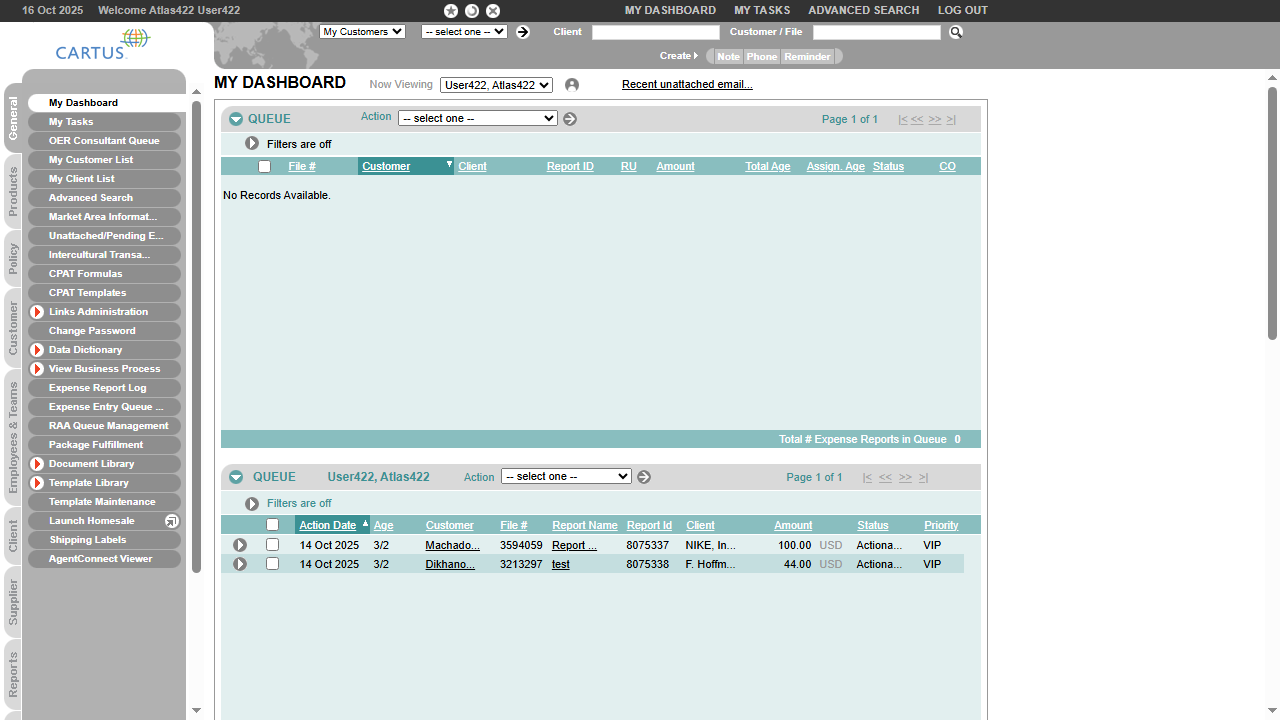 16 Oct 2025 Welcome Atlas422 User422 MY DASHBOARD MY TASKS ADVANCED SEARCH LOG OUT
CARTUS
My Customers -- select one -- Client Customer / File
Create Note Phone Reminder
MY DASHBOARD Now Viewing User422, Atlas422 Recent unattached email...
General
Products
Policy
Customer
Employees & Teams
Client
Supplier
Reports
My Dashboard
My Tasks
OER Consultant Queue
My Customer List
My Client List
Advanced Search
Market Area Informat...
Unattached/Pending E...
Intercultural Transa...
CPAT Formulas
CPAT Templates
Links Administration
Change Password
Data Dictionary
View Business Process
Expense Report Log
Expense Entry Queue ...
RAA Queue Management
Package Fulfillment
Document Library
Template Library
Template Maintenance
Launch Homesale
Shipping Labels
AgentConnect Viewer
QUEUE Action -- select one -- Page 1 of 1 |< << >> >|
Filters are off
File # Customer Client Report ID RU Amount Total Age Assign. Age Status CO
No Records Available.
Total # Expense Reports in Queue 0
QUEUE User422, Atlas422 Action -- select one -- Page 1 of 1 |< << >> >|
Filters are off
Action Date Age Customer File # Report Name Report Id Client Amount Status Priority
14 Oct 2025 3/2 Machado... 3594059 Report ... 8075337 NIKE, In... 100.00 USD Actiona... VIP
14 Oct 2025 3/2 Dikhano... 3213297 test 8075338 F. Hoffm... 44.00 USD Actiona... VIP